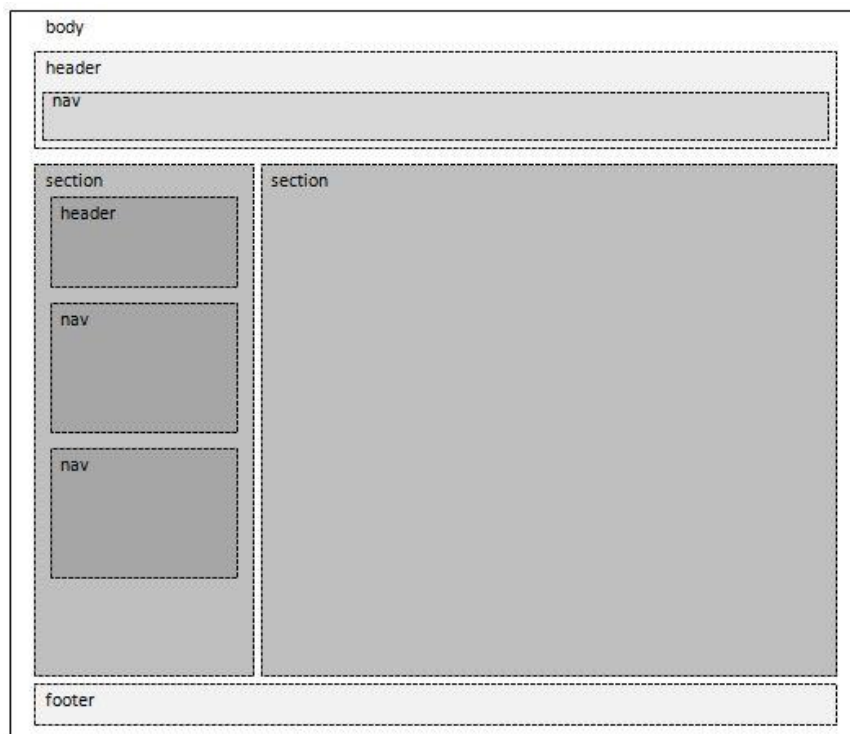 body
header
nav
section
header
nav
nav
section
footer